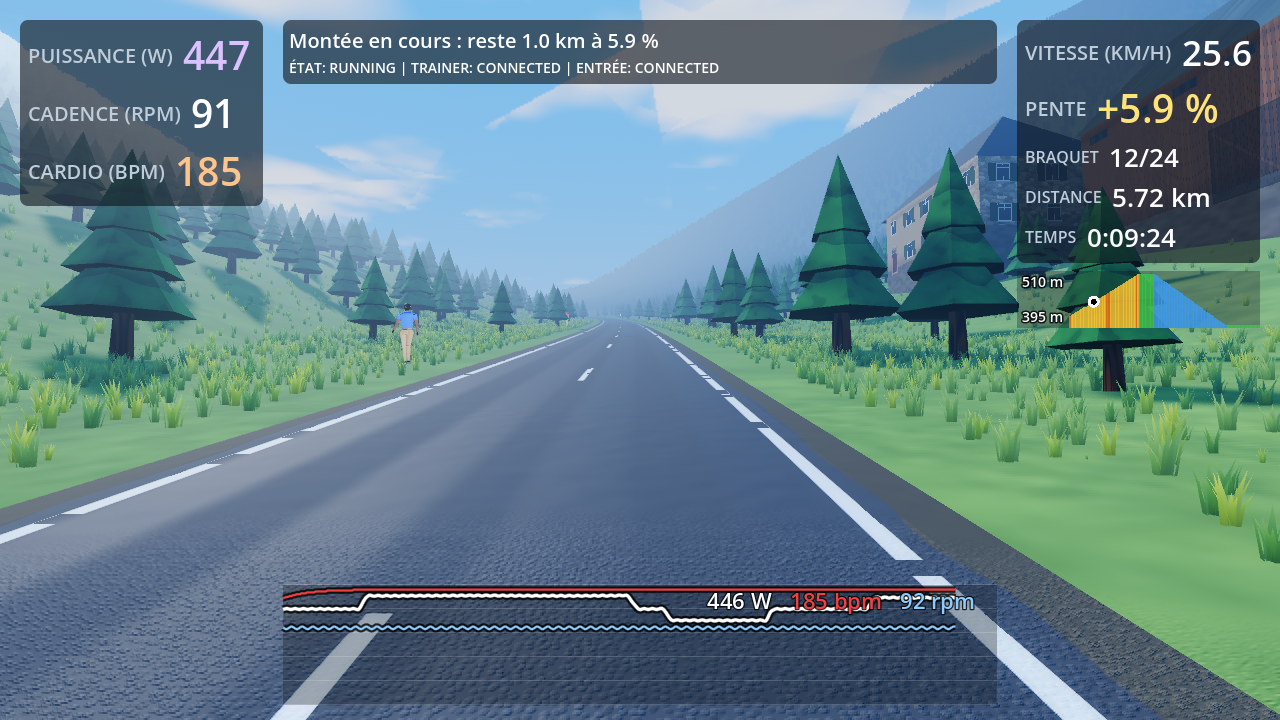 PUISSANCE (W) 447
CADENCE (RPM) 91
CARDIO (BPM) 185
Montée en cours : reste 1.0 km à 5.9 %
ÉTAT: RUNNING | TRAINER: CONNECTED | ENTRÉE: CONNECTED
VITESSE (KM/H) 25.6
PENTE +5.9 %
BRAQUET 12/24
DISTANCE 5.72 km
TEMPS 0:09:24
510 m
395 m
446 W 185 bpm 92 rpm